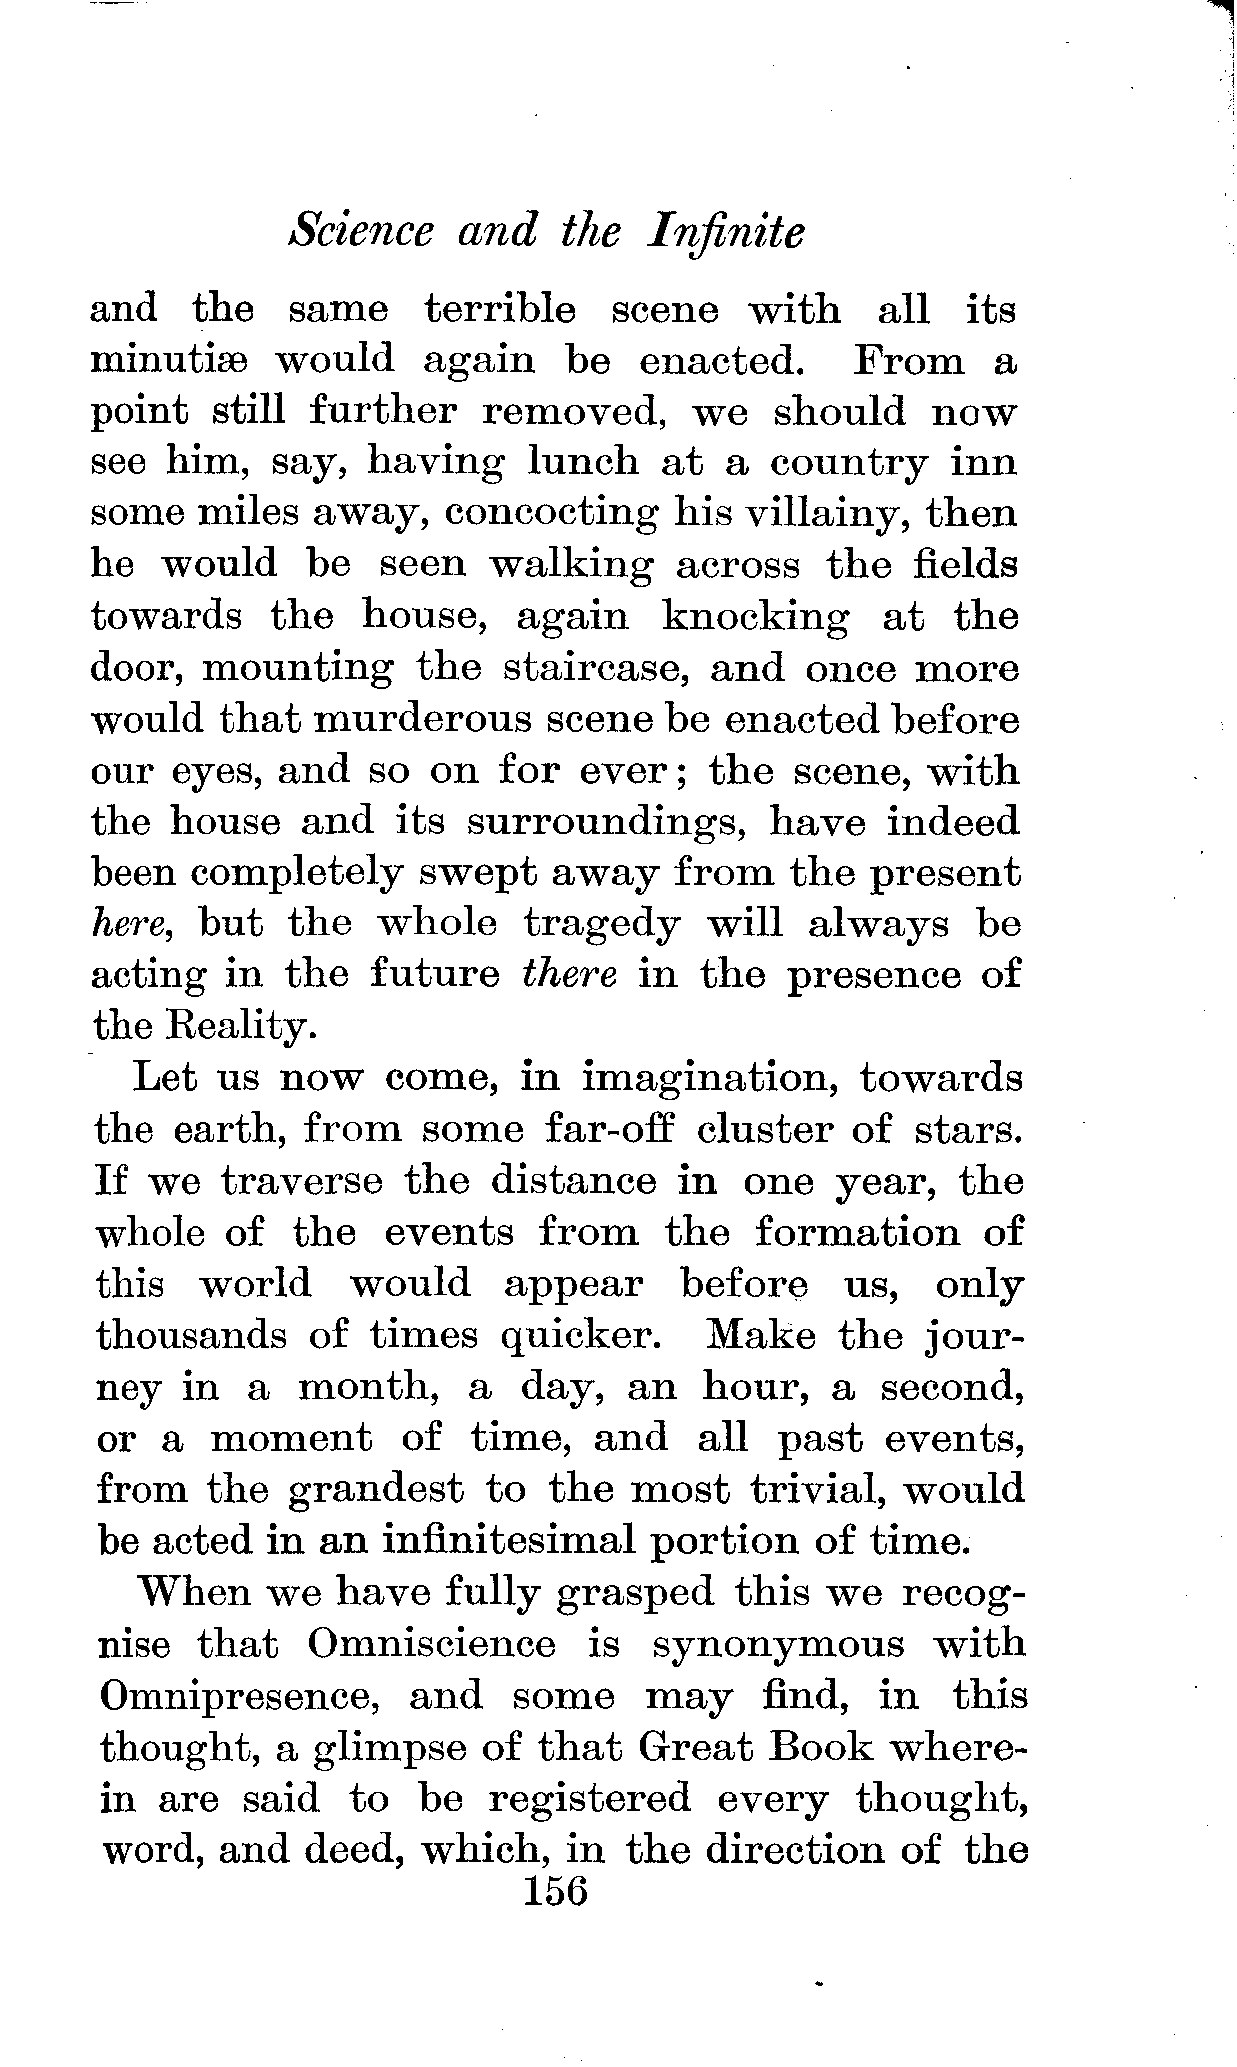 Science and the Infinite
and the same terrible scene with all its
minutiæ would again be enacted. From a
point still further removed, we should now
see him, say, having lunch at a country inn
some miles away, concocting his villainy, then
he would be seen walking across the fields
towards the house, again knocking at the
door, mounting the staircase, and once more
would that murderous scene be enacted before
our eyes, and so on for ever; the scene, with
the house and its surroundings, have indeed
been completely swept away from the present
here, but the whole tragedy will always be
acting in the future there in the presence of
the Reality.
Let us now come, in imagination, towards
the earth, from some far-off cluster of stars.
If we traverse the distance in one year, the
whole of the events from the formation of
this world would appear before us, only
thousands of times quicker. Make the jour-
ney in a month, a day, an hour, a second,
or a moment of time, and all past events,
from the grandest to the most trivial, would
be acted in an infinitesimal portion of time.
When we have fully grasped this we recog-
nise that Omniscience is synonymous with
Omnipresence, and some may find, in this
thought, a glimpse of that Great Book where-
in are said to be registered every thought,
word, and deed, which, in the direction of the
156